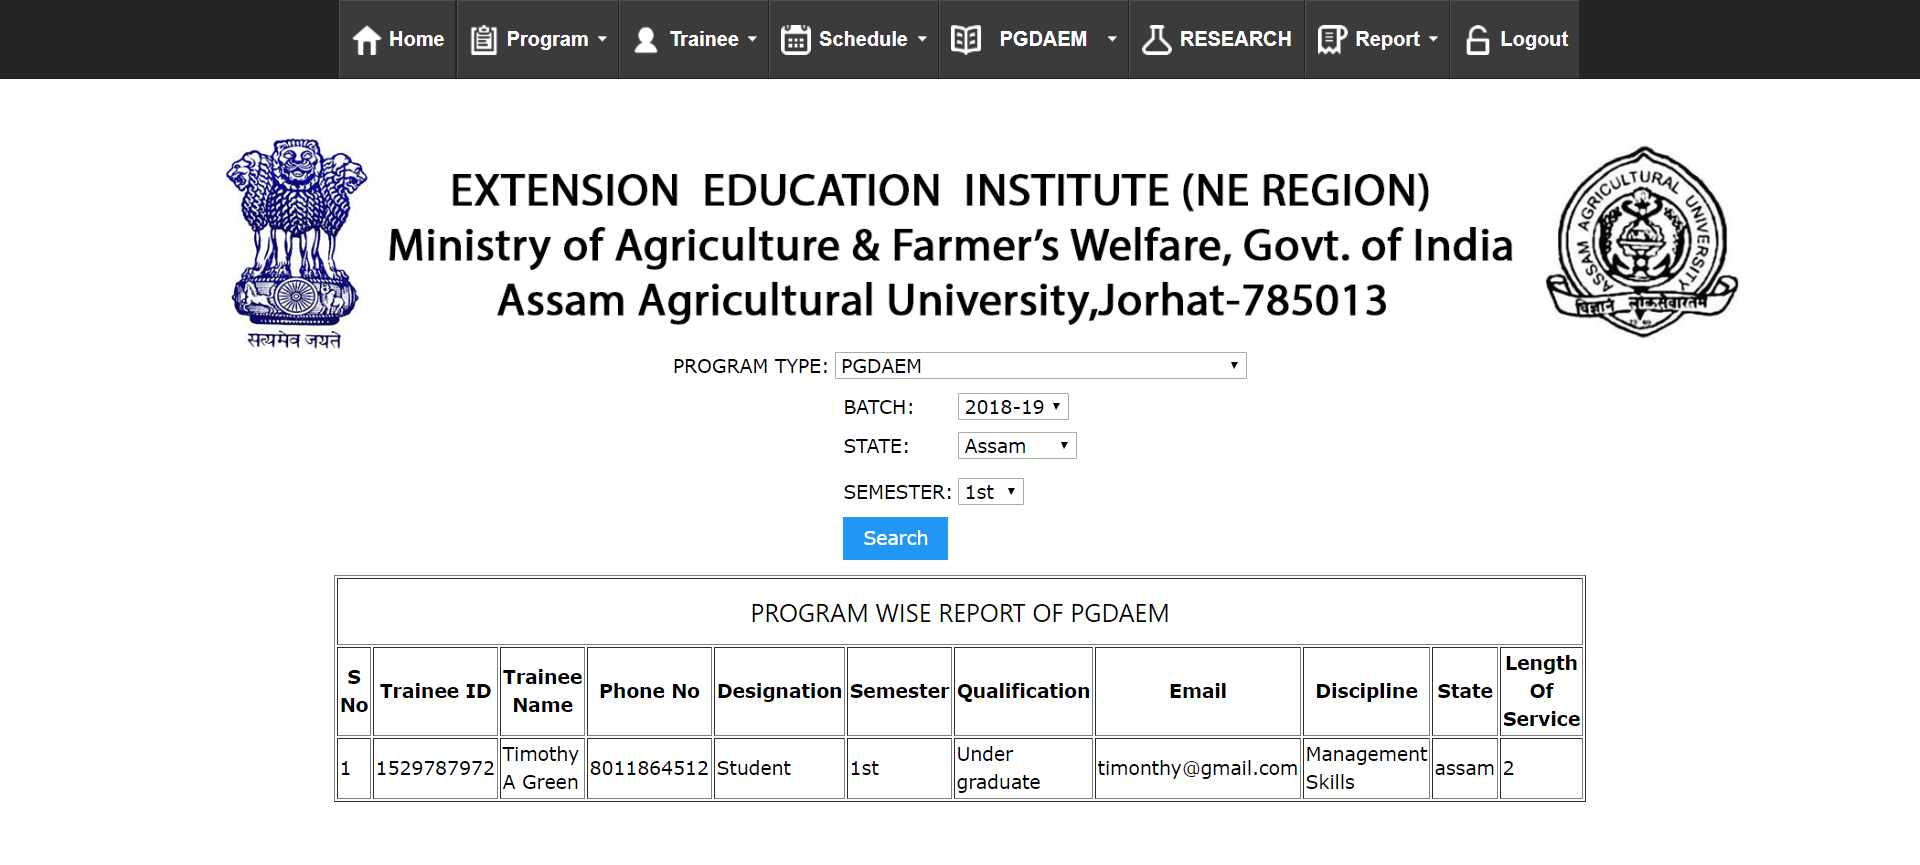 Home Program Trainee Schedule PGDAEM RESEARCH Report Logout
EXTENSION EDUCATION INSTITUTE (NE REGION)
Ministry of Agriculture & Farmer's Welfare, Govt. of India
Assam Agricultural University,Jorhat-785013
सत्यमेव जयते
ASSAM AGRICULTURAL UNIVERSITY
विज्ञानं लोकसेवारतम
PROGRAM TYPE: PGDAEM
BATCH: 2018-19
STATE: Assam
SEMESTER: 1st
Search
PROGRAM WISE REPORT OF PGDAEM
S No Trainee ID Trainee Name Phone No Designation Semester Qualification Email Discipline State Length Of Service
1 1529787972 Timothy A Green 8011864512 Student 1st Under graduate timonthy@gmail.com Management Skills assam 2